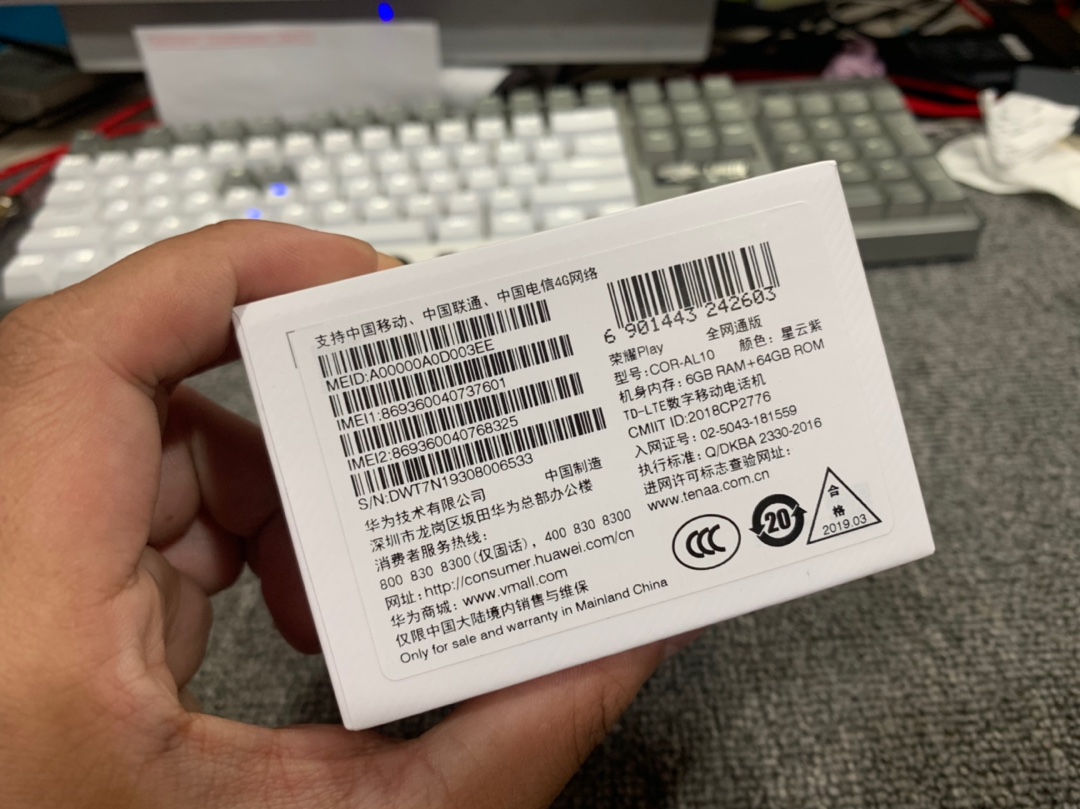 支持中国移动、中国联通、中国电信4G网络
MEID:A00000A0D003EE
IMEI1:869360040737601
IMEI2:869360040768325
S/N:DWT7N19308006533
华为技术有限公司 中国制造
深圳市龙岗区坂田华为总部办公楼
消费者服务热线：
800 830 8300(仅固话)，400 830 8300
网址：http://consumer.huawei.com/cn
华为商城：www.vmall.com
仅限中国大陆境内销售与维保
Only for sale and warranty in Mainland China
6 901443 242603
荣耀Play 全网通版
型号:COR-AL10 颜色：星云紫
机身内存：6GB RAM+64GB ROM
TD-LTE数字移动电话机
CMIIT ID:2018CP2776
入网证号：02-5043-181559
执行标准：Q/DKBA 2330-2016
进网许可标志查验网址：
www.tenaa.com.cn
CCC
20
合
格
2019.03